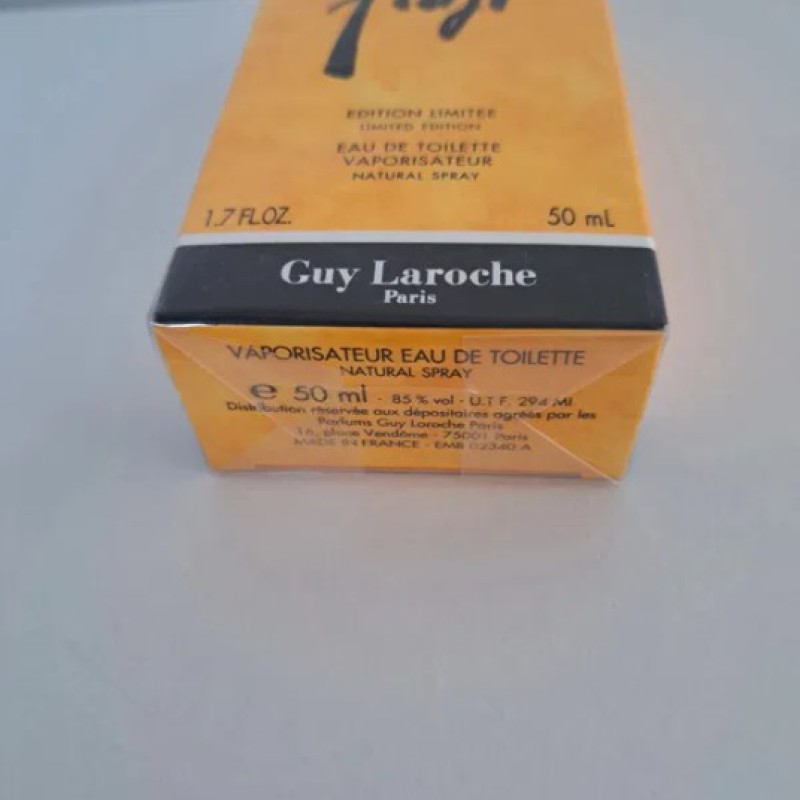 EDITION LIMITEE
LIMITED EDITION
EAU DE TOILETTE
VAPORISATEUR
NATURAL SPRAY
1.7 FL.OZ. 50 mL
Guy Laroche
Paris
VAPORISATEUR EAU DE TOILETTE
NATURAL SPRAY
e 50 ml - 85 % vol - U.T.F. 294 ML
Distribution réservée aux dépositaires agréés par les
Parfums Guy Laroche Paris
16, place Vendôme - 75001 Paris
MADE IN FRANCE - EMB 02340 A